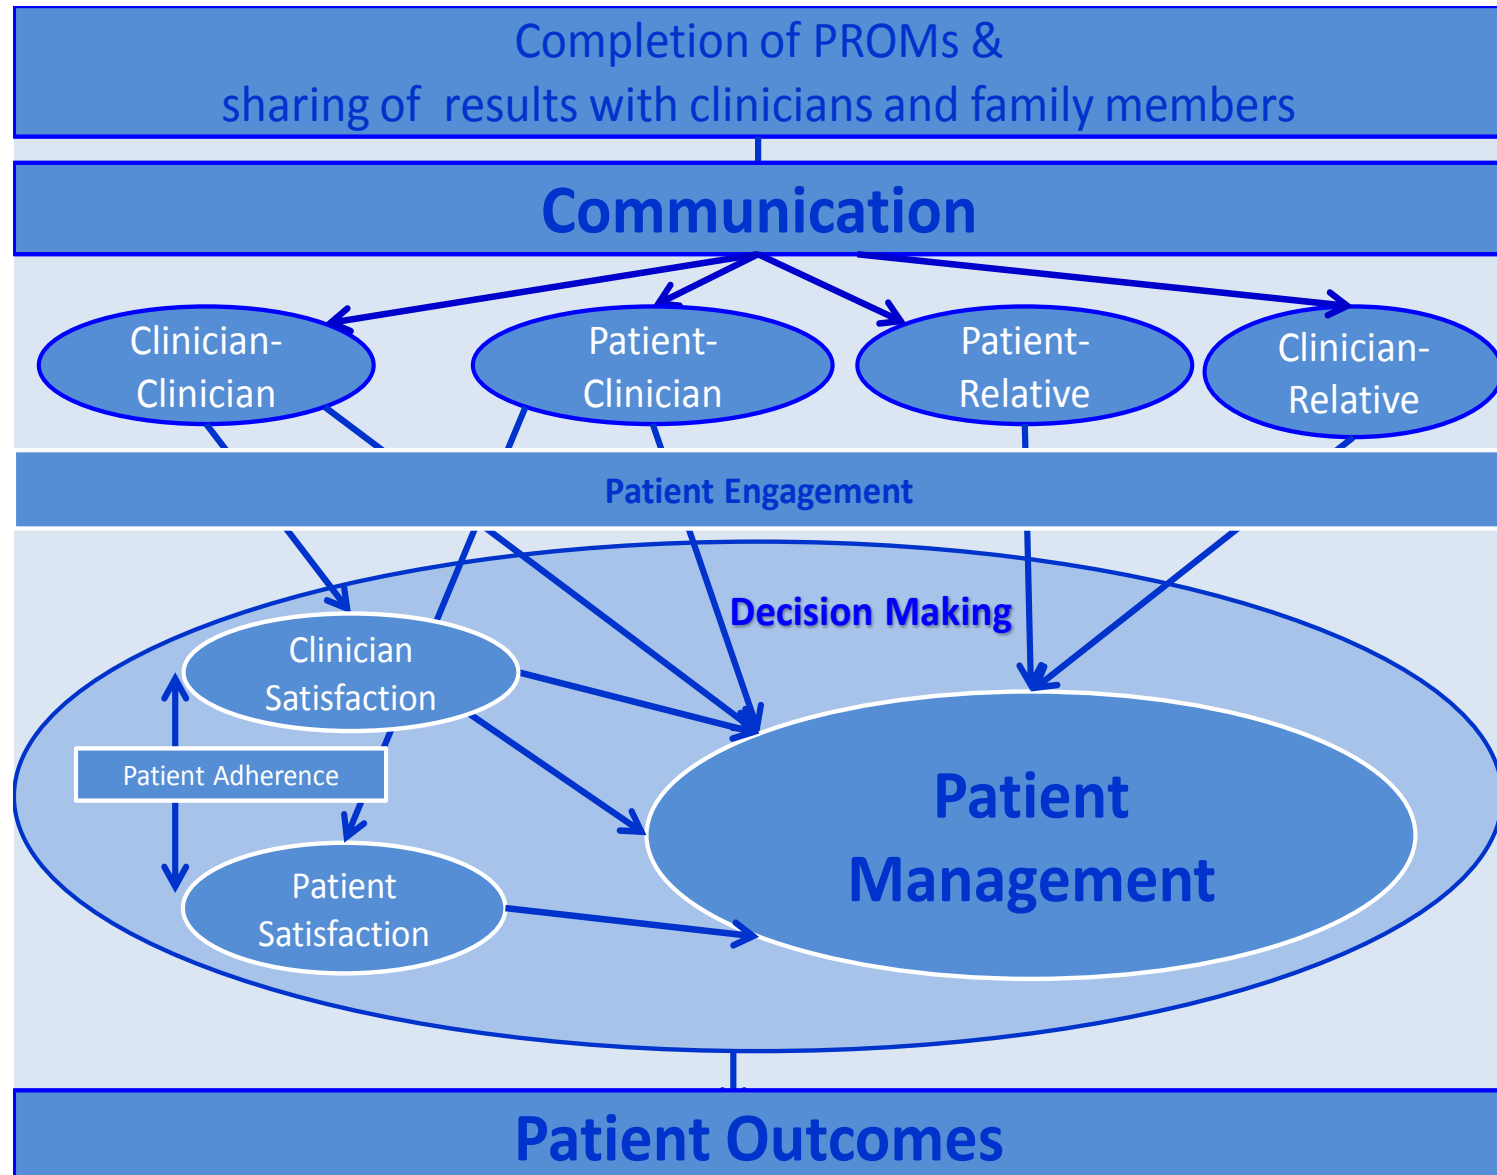 Completion of PROMs &
sharing of results with clinicians and family members
Communication
Clinician-
Clinician
Patient-
Clinician
Patient-
Relative
Clinician-
Relative
Patient Engagement
Decision Making
Clinician
Satisfaction
Patient Adherence
Patient
Management
Patient
Satisfaction
Patient Outcomes